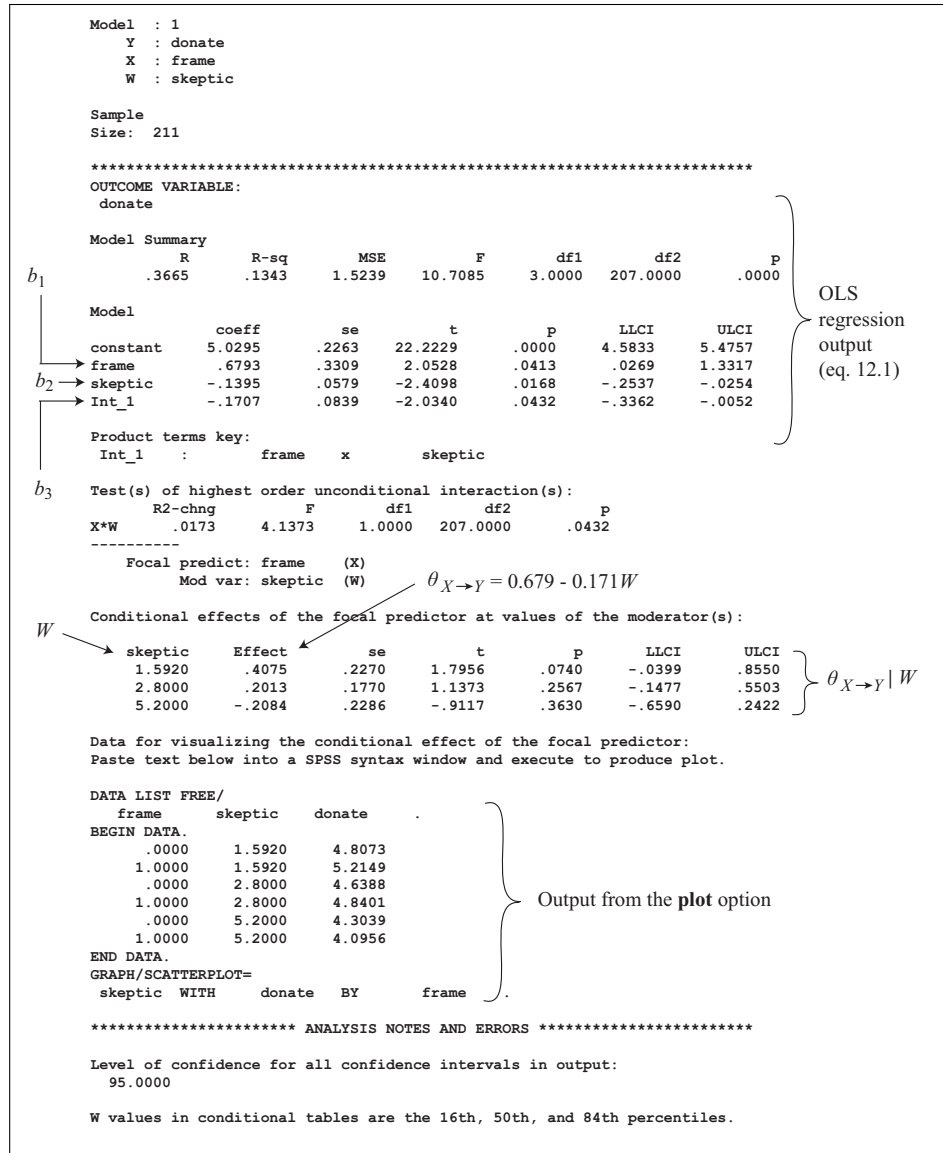 Model : 1
Y : donate
X : frame
W : skeptic
Sample
Size: 211
**************************************************************************
OUTCOME VARIABLE:
donate
Model Summary
R R-sq MSE F df1 df2 p
.3665 .1343 1.5239 10.7085 3.0000 207.0000 .0000
b1
Model
coeff se t p LLCI ULCI
constant 5.0295 .2263 22.2229 .0000 4.5833 5.4757
frame .6793 .3309 2.0528 .0413 .0269 1.3317
b2 skeptic -.1395 .0579 -2.4098 .0168 -.2537 -.0254
Int_1 -.1707 .0839 -2.0340 .0432 -.3362 -.0052
OLS
regression
output
(eq. 12.1)
Product terms key:
Int_1 : frame x skeptic
b3
Test(s) of highest order unconditional interaction(s):
R2-chng F df1 df2 p
X*W .0173 4.1373 1.0000 207.0000 .0432
----------
Focal predict: frame (X)
Mod var: skeptic (W)
θX→Y = 0.679 - 0.171W
Conditional effects of the focal predictor at values of the moderator(s):
W
skeptic Effect se t p LLCI ULCI
1.5920 .4075 .2270 1.7956 .0740 -.0399 .8550
2.8000 .2013 .1770 1.1373 .2567 -.1477 .5503
5.2000 -.2084 .2286 -.9117 .3630 -.6590 .2422
θX→Y | W
Data for visualizing the conditional effect of the focal predictor:
Paste text below into a SPSS syntax window and execute to produce plot.
DATA LIST FREE/
frame skeptic donate .
BEGIN DATA.
.0000 1.5920 4.8073
1.0000 1.5920 5.2149
.0000 2.8000 4.6388
1.0000 2.8000 4.8401
.0000 5.2000 4.3039
1.0000 5.2000 4.0956
END DATA.
GRAPH/SCATTERPLOT=
skeptic WITH donate BY frame .
Output from the plot option
*********************** ANALYSIS NOTES AND ERRORS ************************
Level of confidence for all confidence intervals in output:
95.0000
W values in conditional tables are the 16th, 50th, and 84th percentiles.